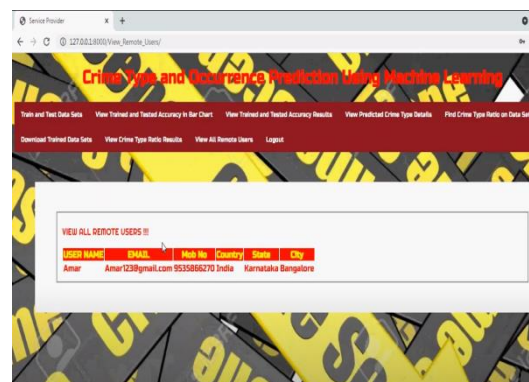 Service Provider
127.0.0.1:8000/View_Remote_Users/
Crime Type and Occurrence Prediction Using Machine Learning
Train and Test Data Sets View Trained and Tested Accuracy in Bar Chart View Trained and Tested Accuracy Results View Predicted Crime Type Details Find Crime Type Ratio on Data Set
Download Trained Data Sets View Crime Type Ratio Results View All Remote Users Logout
VIEW ALL REMOTE USERS !!!
USER NAME EMAIL Mob No Country State City
Amar Amar123@gmail.com 9535866270 India Karnataka Bangalore